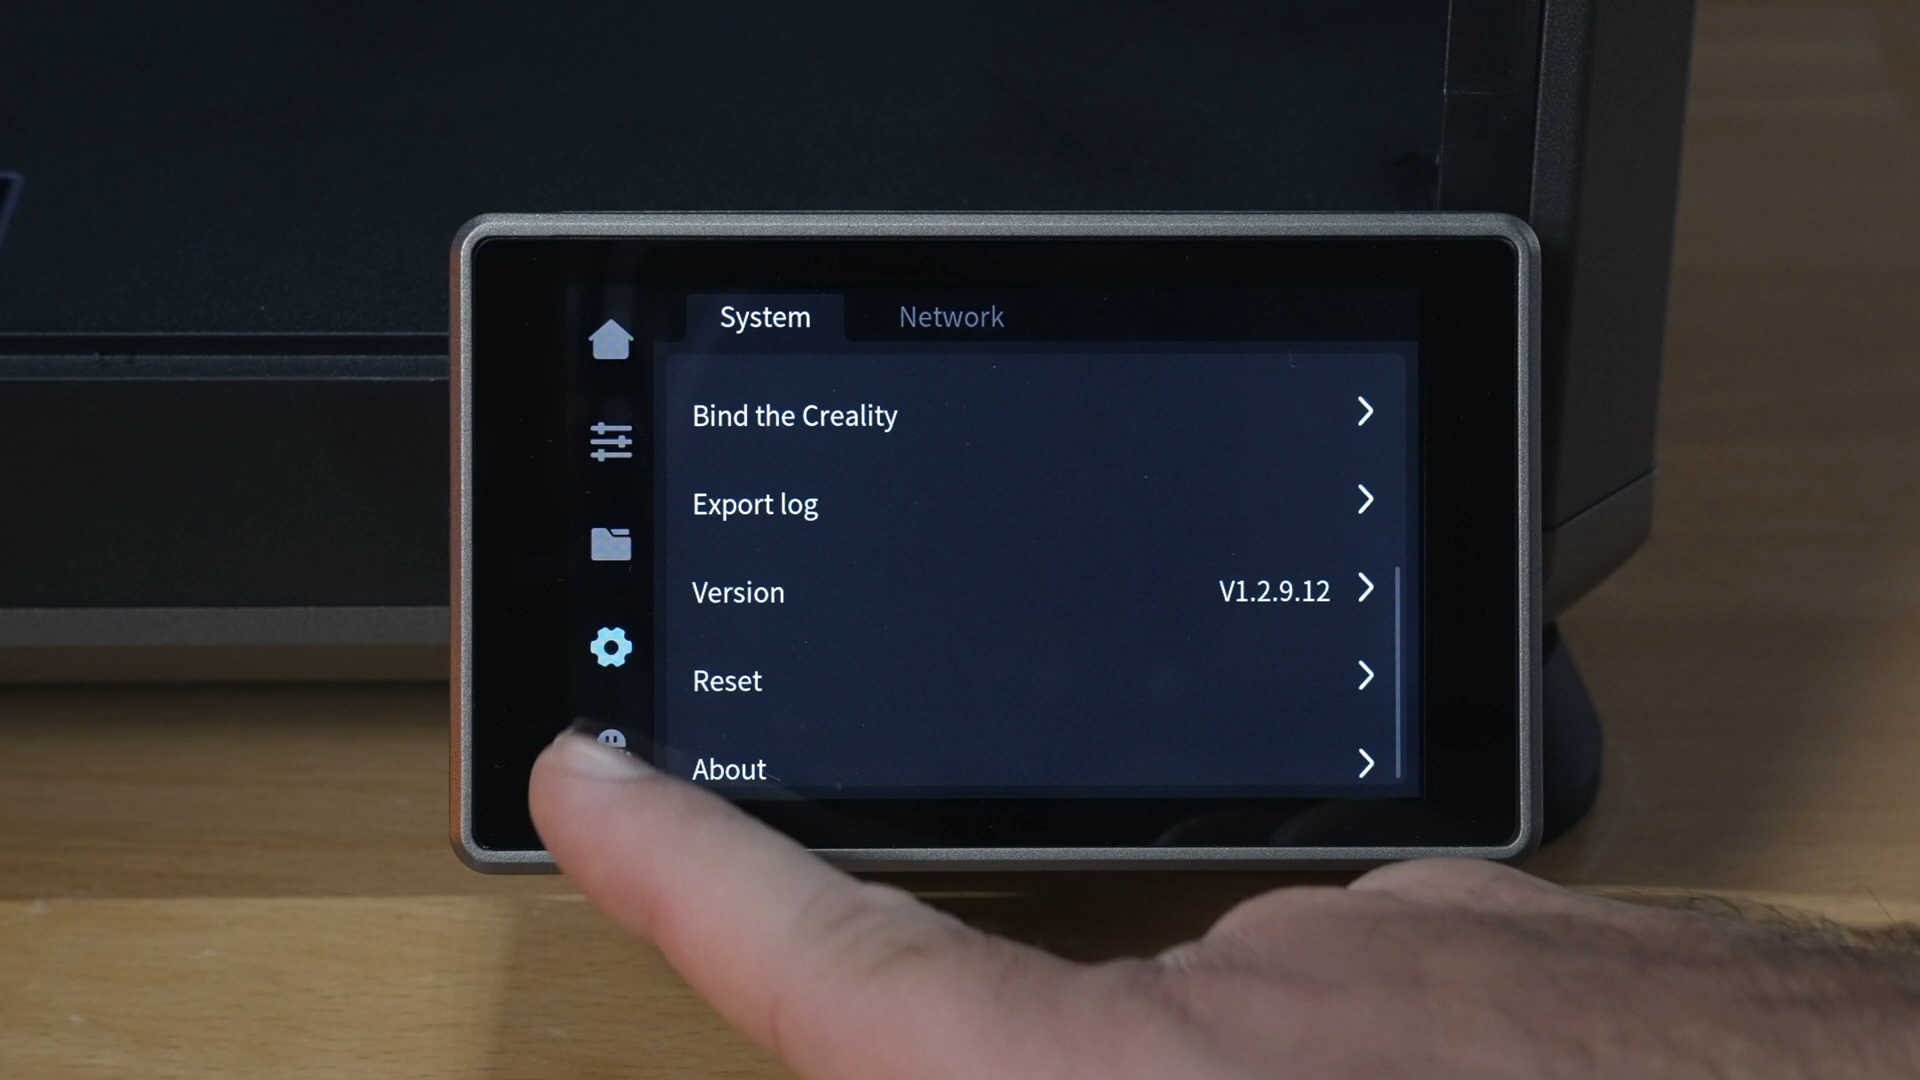 System
Network
Bind the Creality
Export log
Version V1.2.9.12
Reset
About